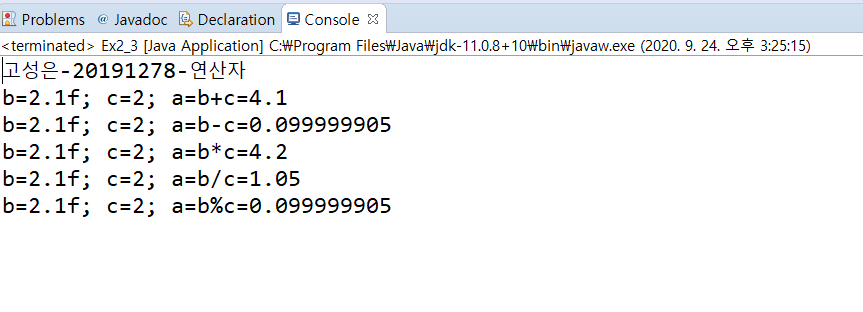 Problems @ Javadoc Declaration Console
<terminated> Ex2_3 [Java Application] C:₩Program Files₩Java₩jdk-11.0.8+10₩bin₩javaw.exe (2020. 9. 24. 오후 3:25:15)
고성은-20191278-연산자
b=2.1f; c=2; a=b+c=4.1
b=2.1f; c=2; a=b-c=0.099999905
b=2.1f; c=2; a=b*c=4.2
b=2.1f; c=2; a=b/c=1.05
b=2.1f; c=2; a=b%c=0.099999905